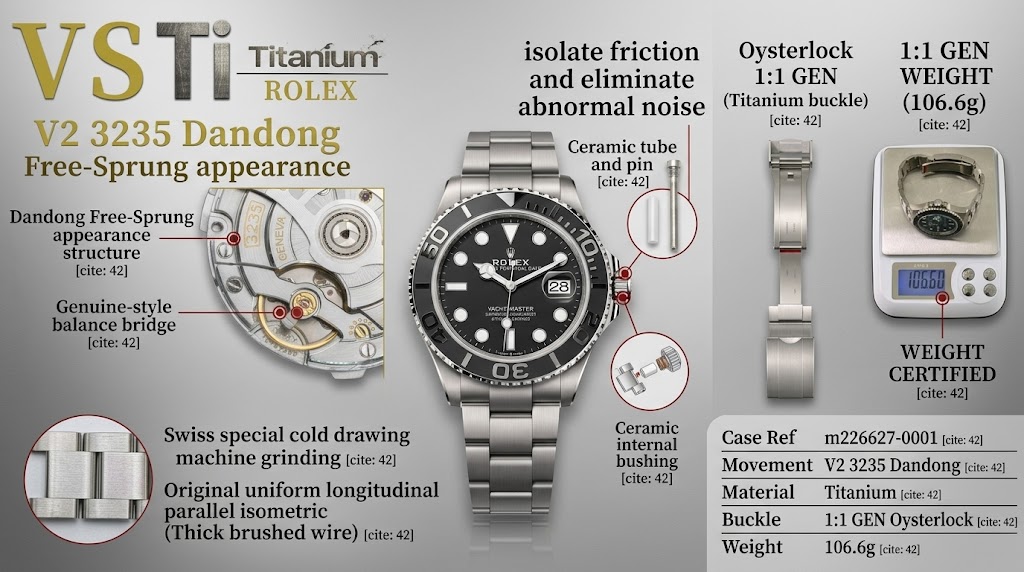 VSTi
Titanium
ROLEX
V2 3235 Dandong
Free-Sprung appearance
Dandong Free-Sprung
appearance
structure
[cite: 42]
Genuine-style
balance bridge
[cite: 42]
3235
GENEVA
Swiss special cold drawing
machine grinding [cite: 42]
Original uniform longitudinal
parallel isometric
(Thick brushed wire) [cite: 42]
isolate friction
and eliminate
abnormal noise
Ceramic tube
and pin
[cite: 42]
10
50
20
40
30
ROLEX
28
YACHT-MASTER
Ceramic
internal
bushing
[cite: 42]
Oysterlock
1:1 GEN
(Titanium buckle)
[cite: 42]
1:1 GEN
WEIGHT
(106.6g)
[cite: 42]
106.60
WEIGHT
CERTIFIED
[cite: 42]
Case Ref m226627-0001 [cite: 42]
Movement V2 3235 Dandong [cite: 42]
Material Titanium [cite: 42]
Buckle 1:1 GEN Oysterlock [cite: 42]
Weight 106.6g [cite: 42]